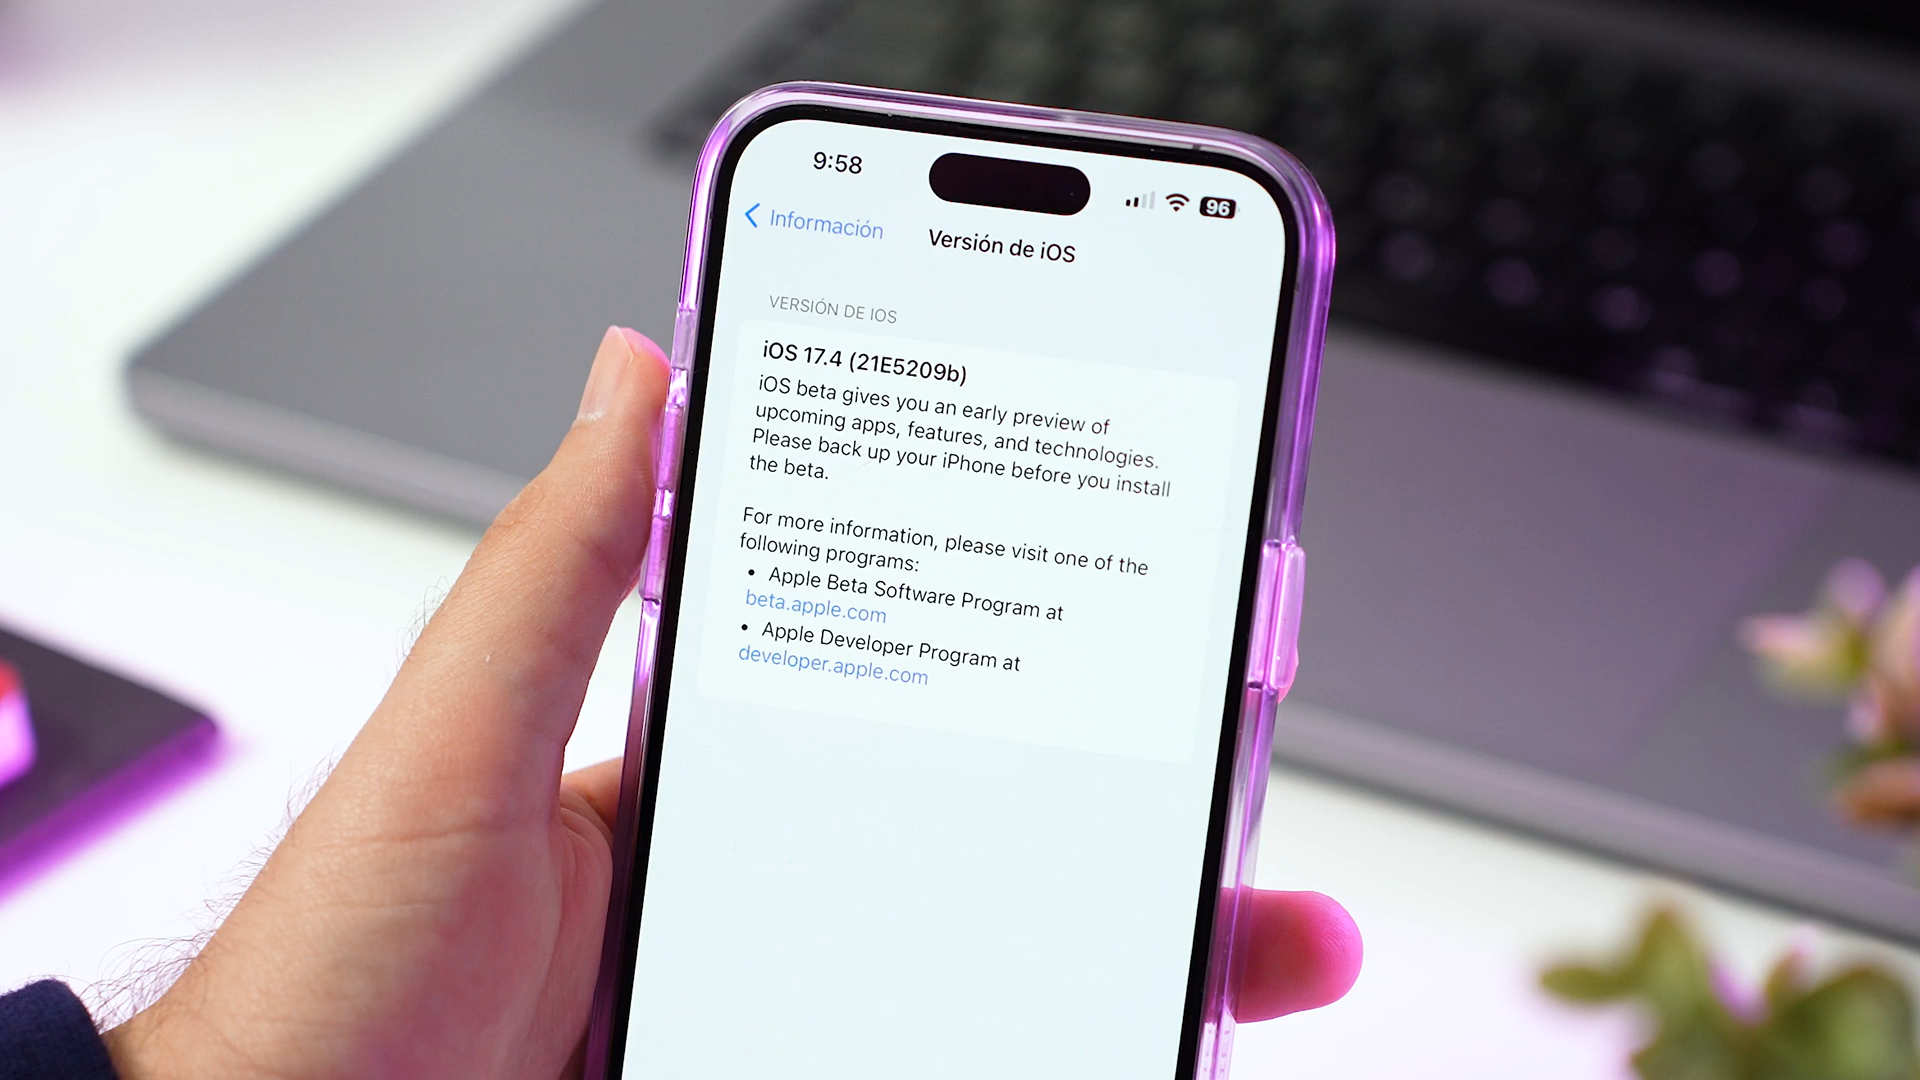 9:58
96
Información
Versión de iOS
VERSIÓN DE IOS
iOS 17.4 (21E5209b)
iOS beta gives you an early preview of
upcoming apps, features, and technologies.
Please back up your iPhone before you install
the beta.
For more information, please visit one of the
following programs:
• Apple Beta Software Program at
beta.apple.com
• Apple Developer Program at
developer.apple.com